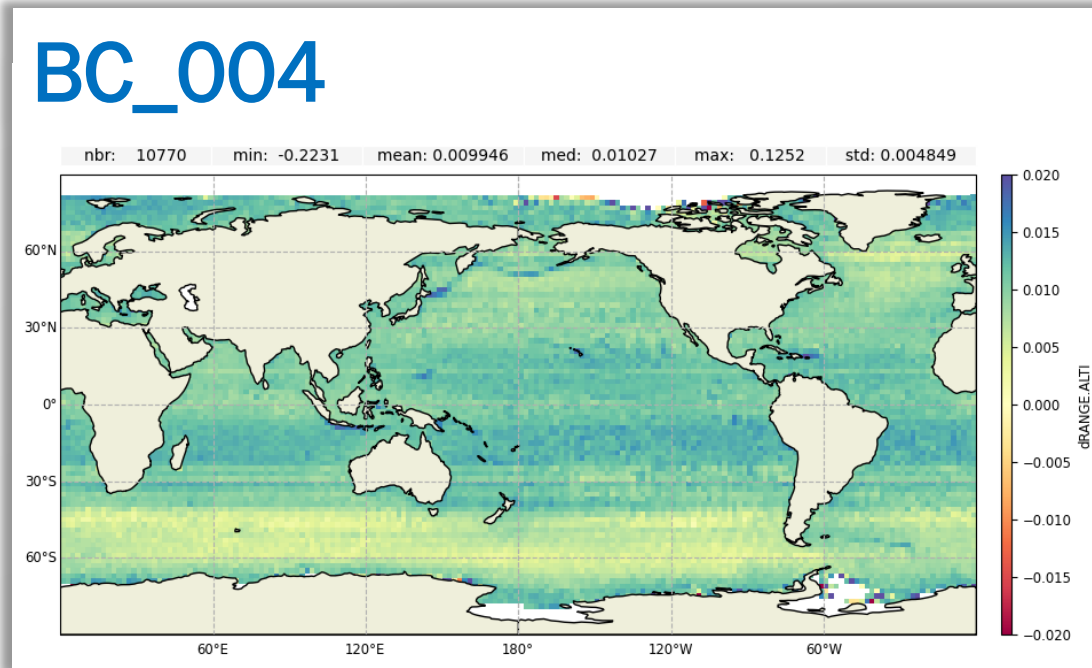 BC_004
nbr: 10770 min: -0.2231 mean: 0.009946 med: 0.01027 max: 0.1252 std: 0.004849
60°N
30°N
0°
30°S
60°S
60°E 120°E 180° 120°W 60°W
0.020
0.015
0.010
0.005
0.000
−0.005
−0.010
−0.015
−0.020
dRANGE.ALTI